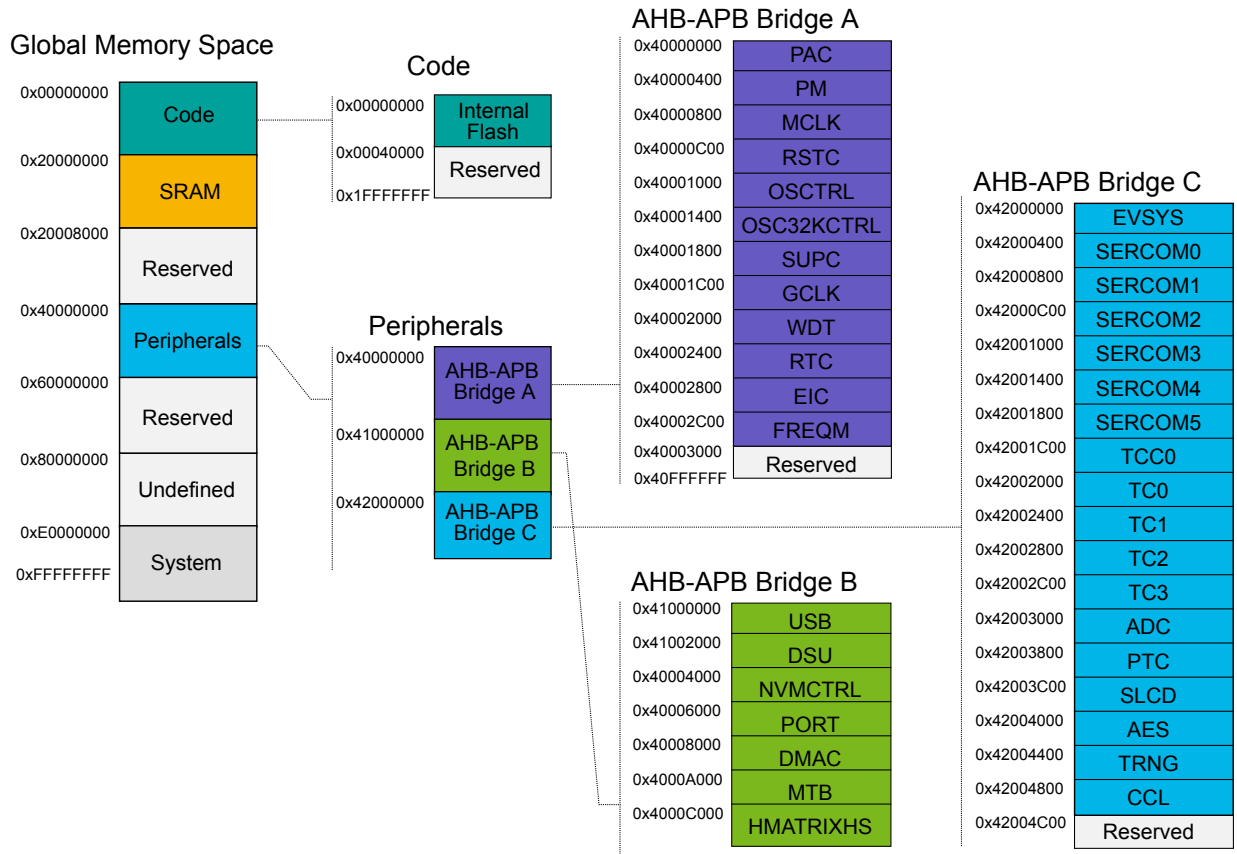 Global Memory Space
0x00000000
Code
0x20000000
SRAM
0x20008000
Reserved
0x40000000
Peripherals
0x60000000
Reserved
0x80000000
Undefined
0xE0000000
System
0xFFFFFFFF
Code
0x00000000
Internal
Flash
0x00040000
Reserved
0x1FFFFFFF
Peripherals
0x40000000
AHB-APB
Bridge A
0x41000000
AHB-APB
Bridge B
0x42000000
AHB-APB
Bridge C
AHB-APB Bridge A
0x40000000
PAC
0x40000400
PM
0x40000800
MCLK
0x40000C00
RSTC
0x40001000
OSCTRL
0x40001400
OSC32KCTRL
0x40001800
SUPC
0x40001C00
GCLK
0x40002000
WDT
0x40002400
RTC
0x40002800
EIC
0x40002C00
FREQM
0x40003000
Reserved
0x40FFFFFF
AHB-APB Bridge B
0x41000000
USB
0x41002000
DSU
0x40004000
NVMCTRL
0x40006000
PORT
0x40008000
DMAC
0x4000A000
MTB
0x4000C000
HMATRIXHS
AHB-APB Bridge C
0x42000000
EVSYS
0x42000400
SERCOM0
0x42000800
SERCOM1
0x42000C00
SERCOM2
0x42001000
SERCOM3
0x42001400
SERCOM4
0x42001800
SERCOM5
0x42001C00
TCC0
0x42002000
TC0
0x42002400
TC1
0x42002800
TC2
0x42002C00
TC3
0x42003000
ADC
0x42003800
PTC
0x42003C00
SLCD
0x42004000
AES
0x42004400
TRNG
0x42004800
CCL
0x42004C00
Reserved